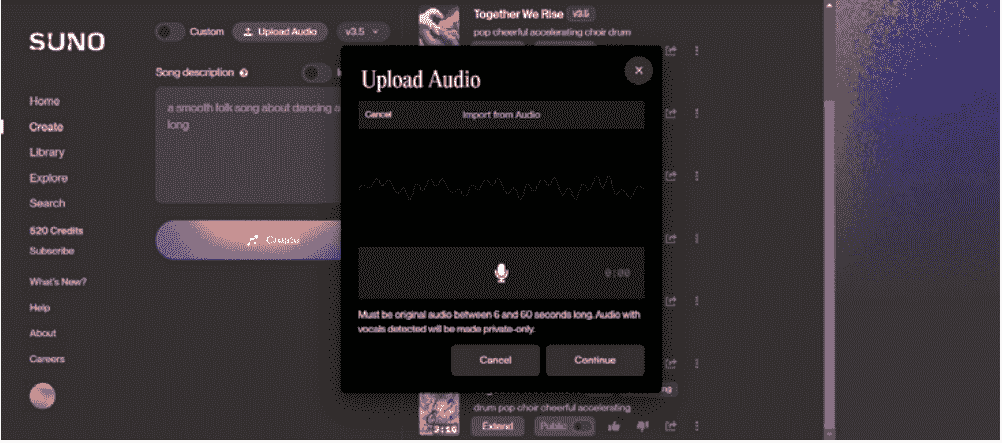 SUNO
Home
Create
Library
Explore
Search
520 Credits
Subscribe
What's New?
Help
About
Careers
Custom
Upload Audio
v3.5
Song description
a smooth folk song about dancing a
long
Create
Together We Rise v3.5
pop cheerful accelerating choir drum
Upload Audio
Cancel
Import from Audio
0:00
Must be original audio between 6 and 60 seconds long. Audio with
vocals detected will be made private-only.
Cancel
Continue
3:16
drum pop choir cheerful accelerating
Extend
Public